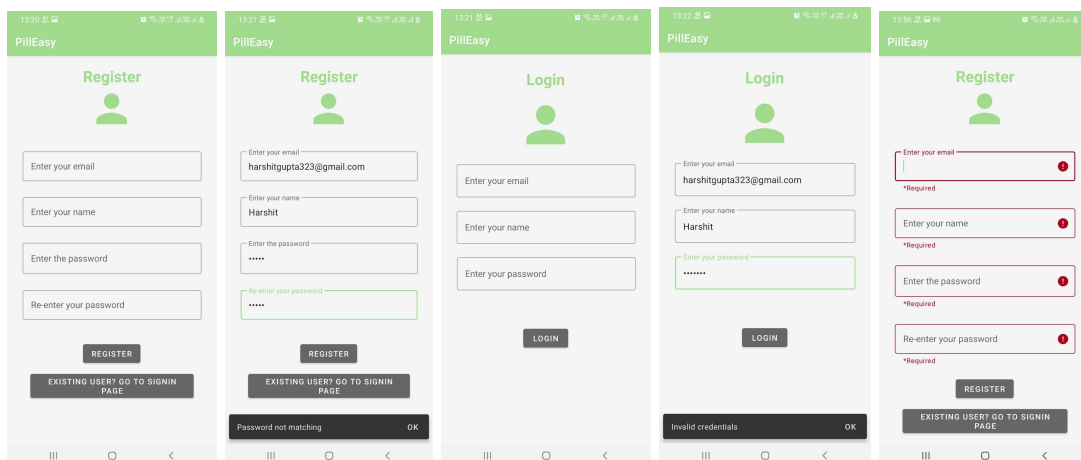 13:20
PillEasy
Register
Enter your email
Enter your name
Enter the password
Re-enter your password
REGISTER
EXISTING USER? GO TO SIGNIN
PAGE
13:21
PillEasy
Register
Enter your email
harshitgupta323@gmail.com
Enter your name
Harshit
Enter the password
•••••
Re-enter your password
•••••
REGISTER
EXISTING USER? GO TO SIGNIN
PAGE
Password not matching OK
13:21
PillEasy
Login
Enter your email
Enter your name
Enter your password
LOGIN
13:22
PillEasy
Login
Enter your email
harshitgupta323@gmail.com
Enter your name
Harshit
Enter your password
•••••••
LOGIN
Invalid credentials OK
13:56
PillEasy
Register
Enter your email
*Required
Enter your name
*Required
Enter the password
*Required
Re-enter your password
*Required
REGISTER
EXISTING USER? GO TO SIGNIN
PAGE